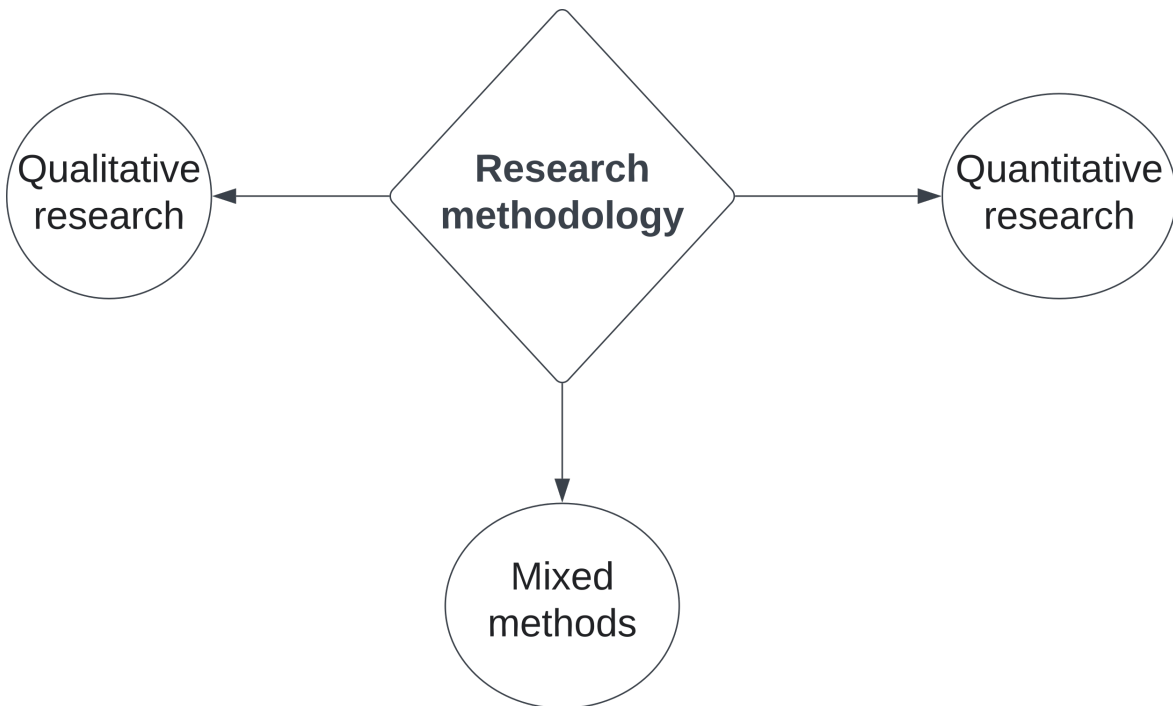 Qualitative
research
Research
methodology
Quantitative
research
Mixed
methods